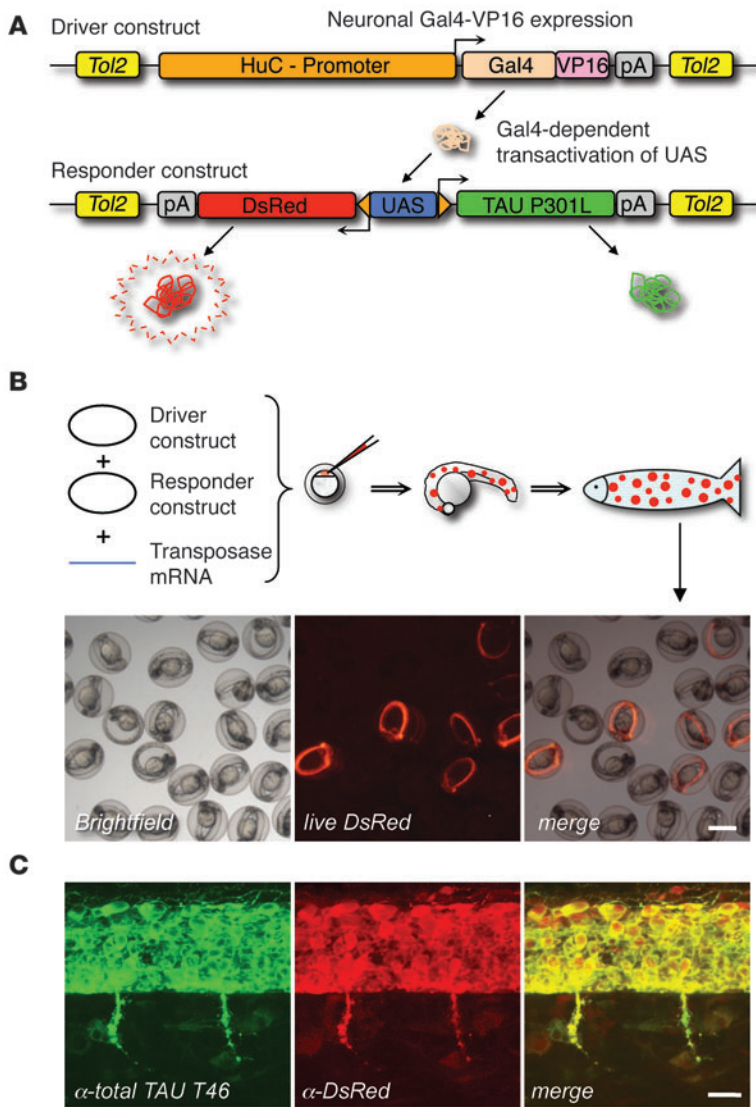 A
Driver construct
Neuronal Gal4-VP16 expression
Tol2
HuC - Promoter
Gal4
VP16
pA
Tol2
Gal4-dependent
transactivation of UAS
Responder construct
Tol2
pA
DsRed
UAS
TAU P301L
pA
Tol2
B
Driver
construct
+
Responder
construct
+
Transposase
mRNA
Brightfield
live DsRed
merge
C
α-total TAU T46
α-DsRed
merge